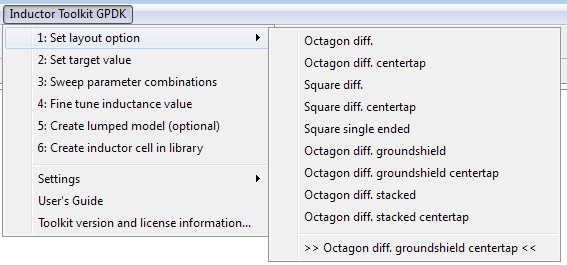 Inductor Toolkit GPDK
1: Set layout option
2: Set target value
3: Sweep parameter combinations
4: Fine tune inductance value
5: Create lumped model (optional)
6: Create inductor cell in library
Settings
User's Guide
Toolkit version and license information...
Octagon diff.
Octagon diff. centertap
Square diff.
Square diff. centertap
Square single ended
Octagon diff. groundshield
Octagon diff. groundshield centertap
Octagon diff. stacked
Octagon diff. stacked centertap
>> Octagon diff. groundshield centertap <<